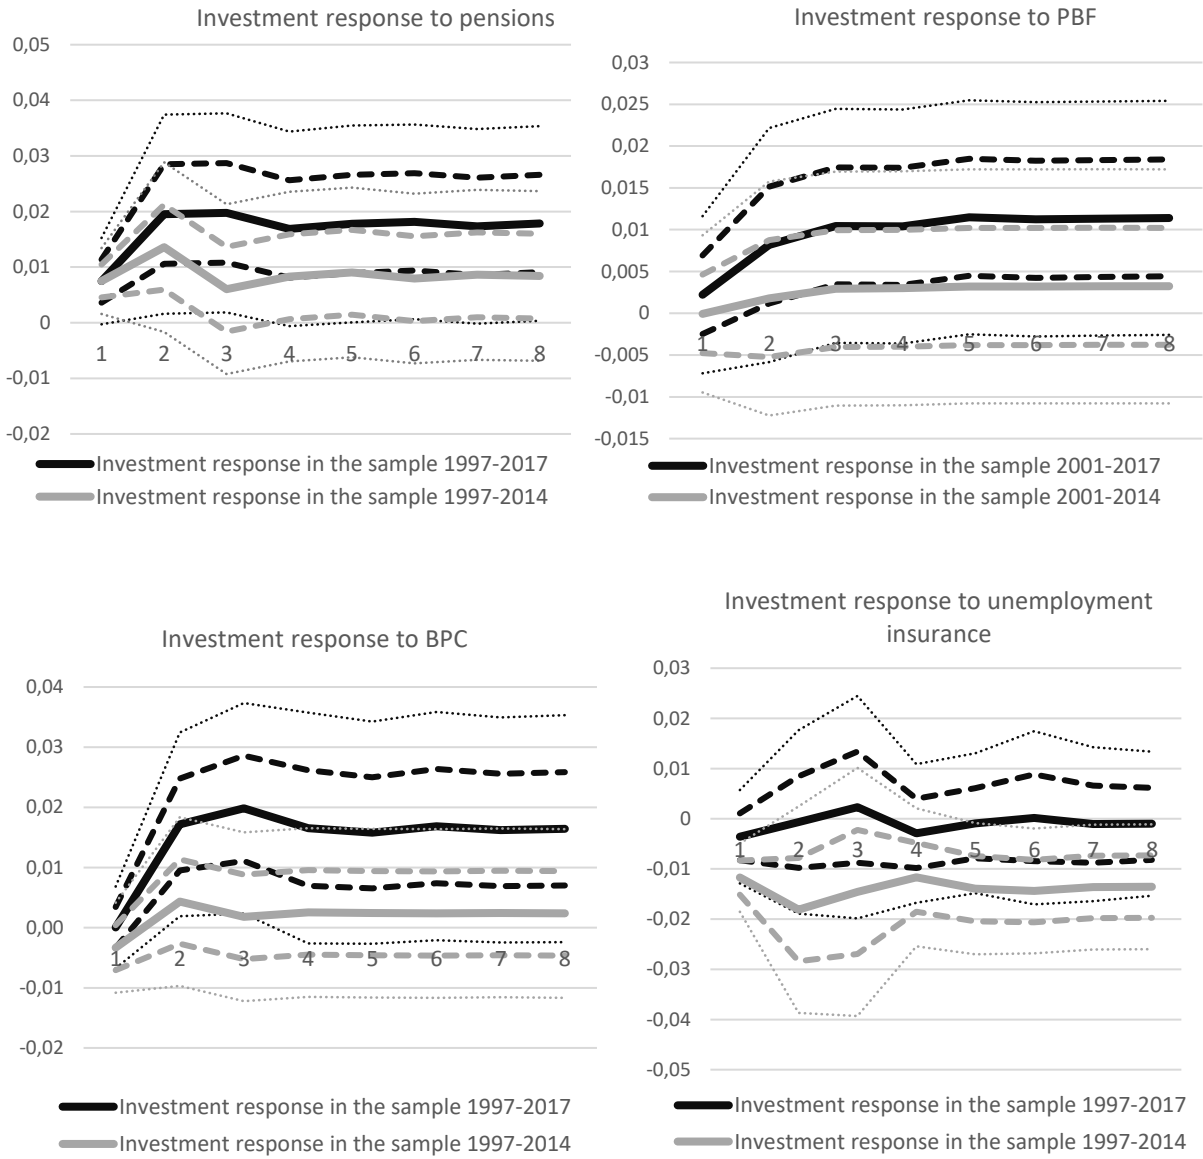 Investment response to pensions
0,05
0,04
0,03
0,02
0,01
0
-0,01
-0,02
1 2 3 4 5 6 7 8
Investment response in the sample 1997-2017
Investment response in the sample 1997-2014
Investment response to PBF
0,03
0,025
0,02
0,015
0,01
0,005
0
-0,005
-0,01
-0,015
1 2 3 4 5 6 7 8
Investment response in the sample 2001-2017
Investment response in the sample 2001-2014
Investment response to BPC
0,04
0,03
0,02
0,01
0,00
-0,01
-0,02
1 2 3 4 5 6 7 8
Investment response in the sample 1997-2017
Investment response in the sample 1997-2014
Investment response to unemployment
insurance
0,03
0,02
0,01
0
-0,01
-0,02
-0,03
-0,04
-0,05
1 2 3 4 5 6 7 8
Investment response in the sample 1997-2017
Investment response in the sample 1997-2014